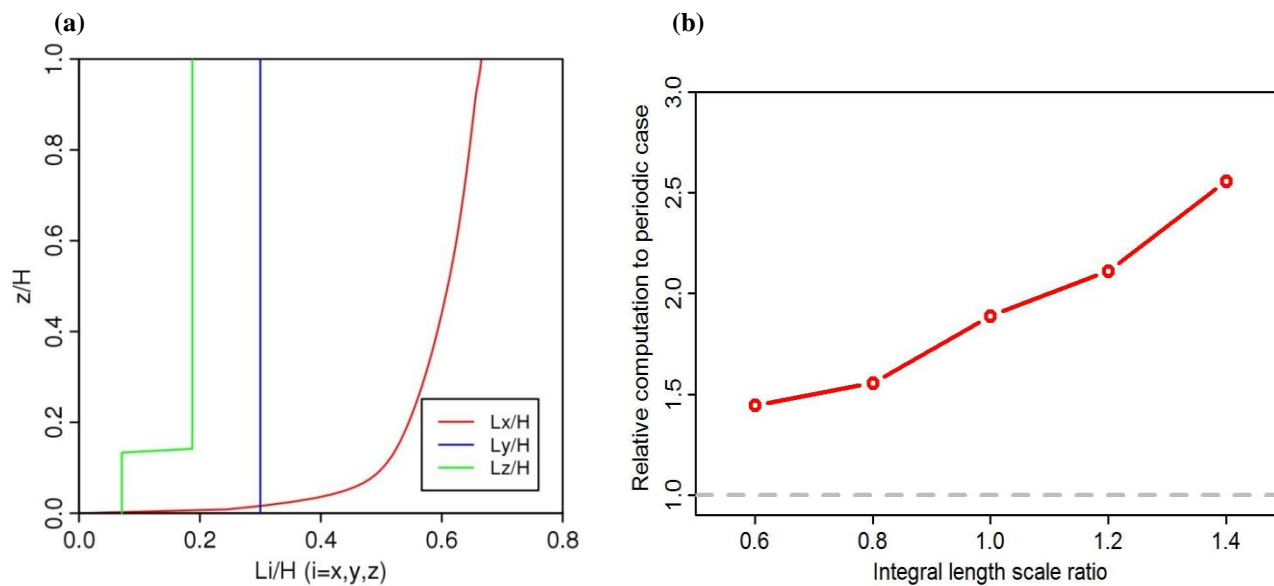 (a)
1.0
0.8
0.6
0.4
0.2
0.0
z/H
Lx/H
Ly/H
Lz/H
0.0 0.2 0.4 0.6 0.8
Li/H (i=x,y,z)
(b)
3.0
2.5
2.0
1.5
1.0
Relative computation to periodic case
0.6 0.8 1.0 1.2 1.4
Integral length scale ratio